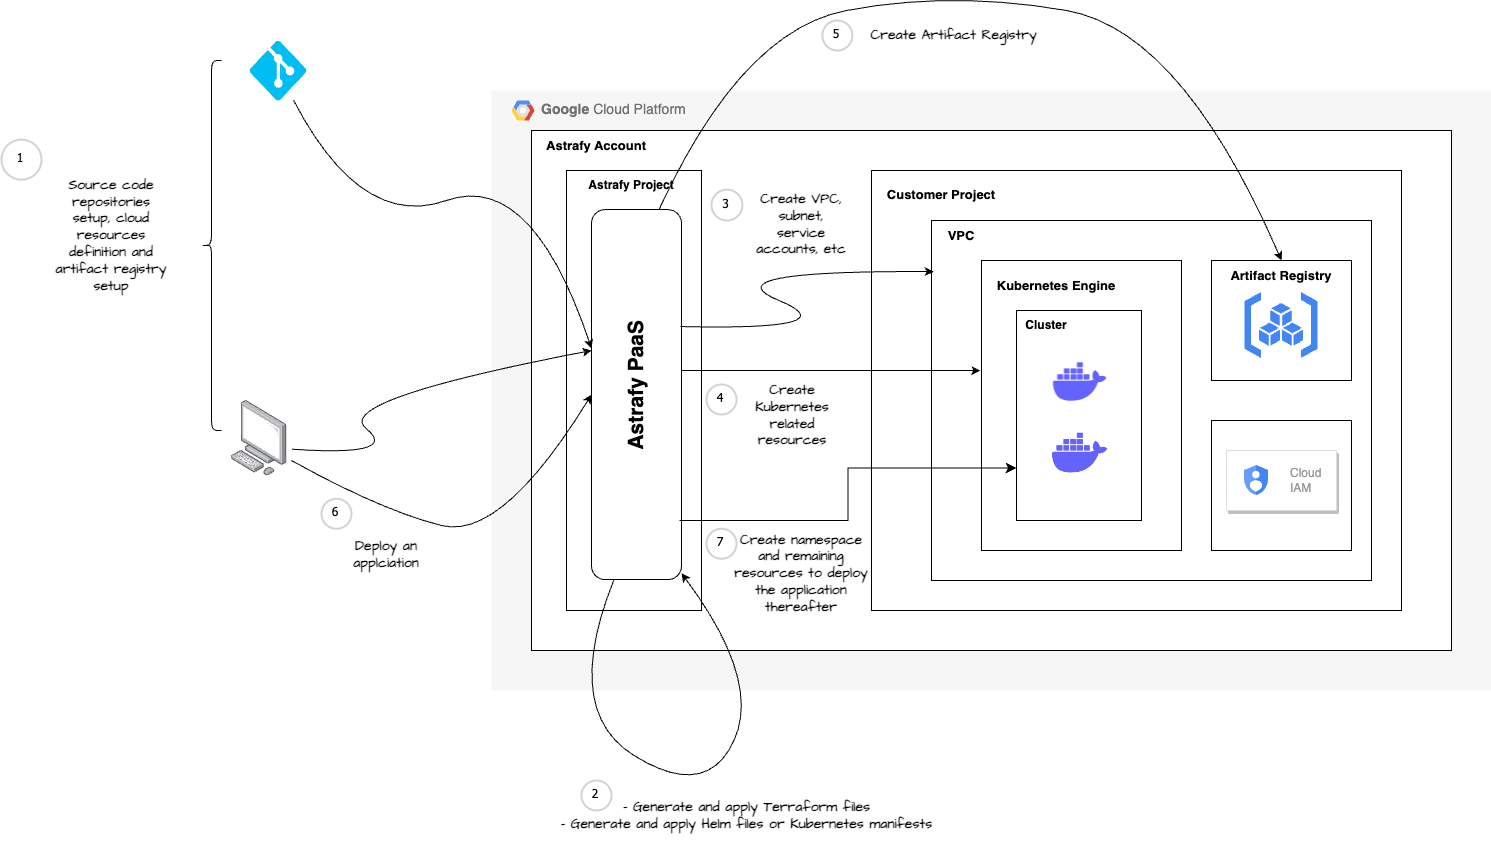 5
Create Artifact Registry
Google Cloud Platform
Astrafy Account
1
Source code
repositories
setup, cloud
resources
definition and
artifact registry
setup
Astrafy Project
Astrafy PaaS
3
Create VPC,
subnet,
service
accounts, etc
Customer Project
VPC
Kubernetes Engine
Cluster
Artifact Registry
4
Create
Kubernetes
related
resources
Cloud
IAM
6
Deploy an
applciation
7
Create namespace
and remaining
resources to deploy
the application
thereafter
2
- Generate and apply Terraform files
- Generate and apply Helm files or Kubernetes manifests